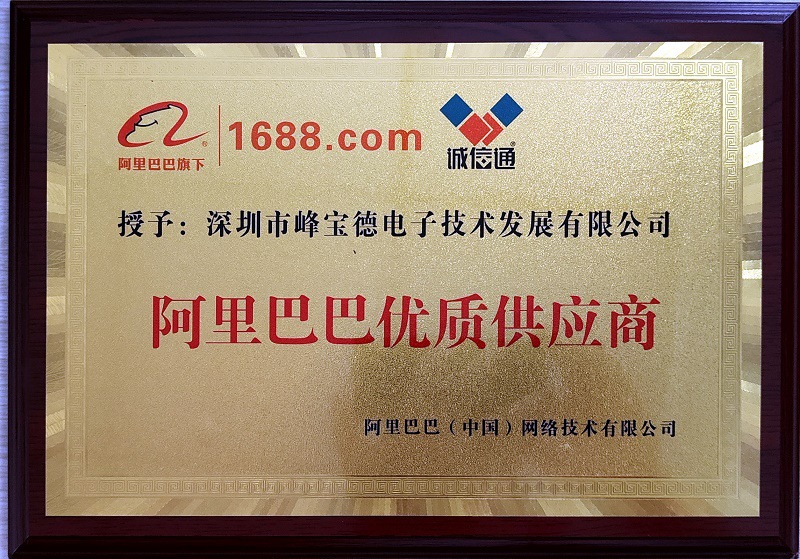 阿里巴巴旗下
1688.com
诚信通
授予：深圳市峰宝德电子技术发展有限公司
阿里巴巴优质供应商
阿里巴巴（中国）网络技术有限公司